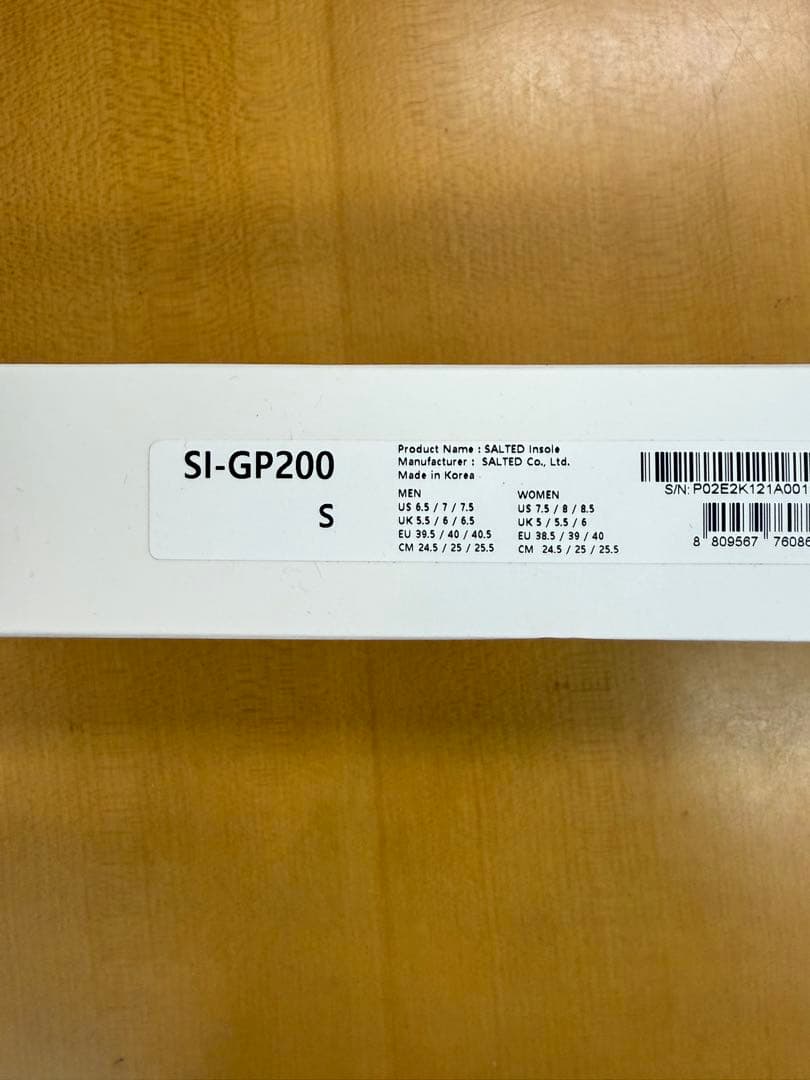 SI-GP200
S
Product Name : SALTED Insole
Manufacturer : SALTED Co., Ltd.
Made in Korea
MEN
US 6.5 / 7 / 7.5
UK 5.5 / 6 / 6.5
EU 39.5 / 40 / 40.5
CM 24.5 / 25 / 25.5
WOMEN
US 7.5 / 8 / 8.5
UK 5 / 5.5 / 6
EU 38.5 / 39 / 40
CM 24.5 / 25 / 25.5
S/N: P02E2K121A001
8 809567 76086